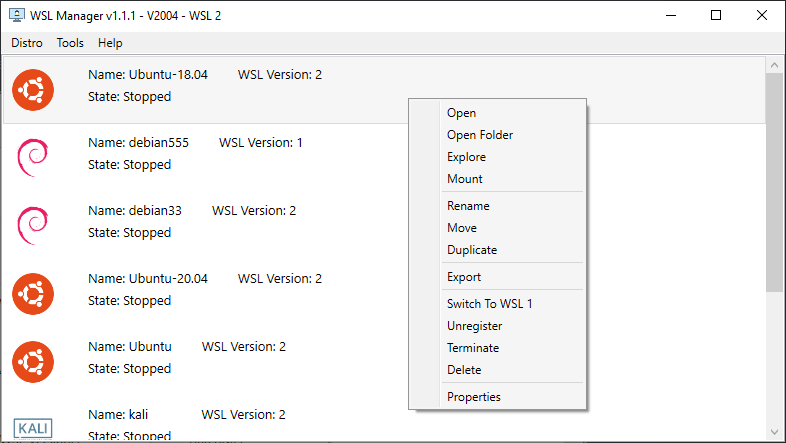 WSL Manager v1.1.1 - V2004 - WSL 2
Distro Tools Help
Name: Ubuntu-18.04 WSL Version: 2
State: Stopped
Name: debian555 WSL Version: 1
State: Stopped
Name: debian33 WSL Version: 2
State: Stopped
Name: Ubuntu-20.04 WSL Version: 2
State: Stopped
Name: Ubuntu WSL Version: 2
State: Stopped
KALI
Name: kali WSL Version: 2
State: Stopped
Open
Open Folder
Explore
Mount
Rename
Move
Duplicate
Export
Switch To WSL 1
Unregister
Terminate
Delete
Properties